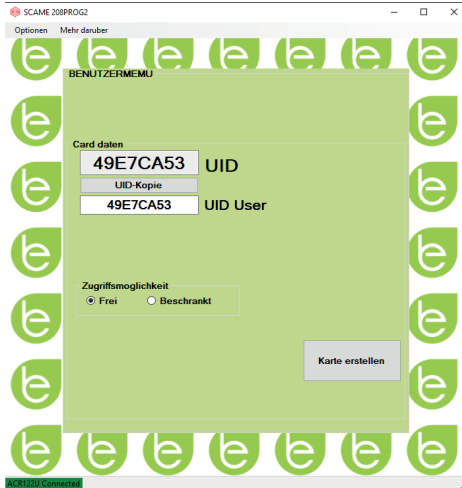 SCAME 208PROG2
Optionen Mehr daruber
BENUTZERMEMU
Card daten
49E7CA53 UID
UID-Kopie
49E7CA53 UID User
Zugriffsmoglichkeit
Frei Beschrankt
Karte erstellen
ACR122U Connected